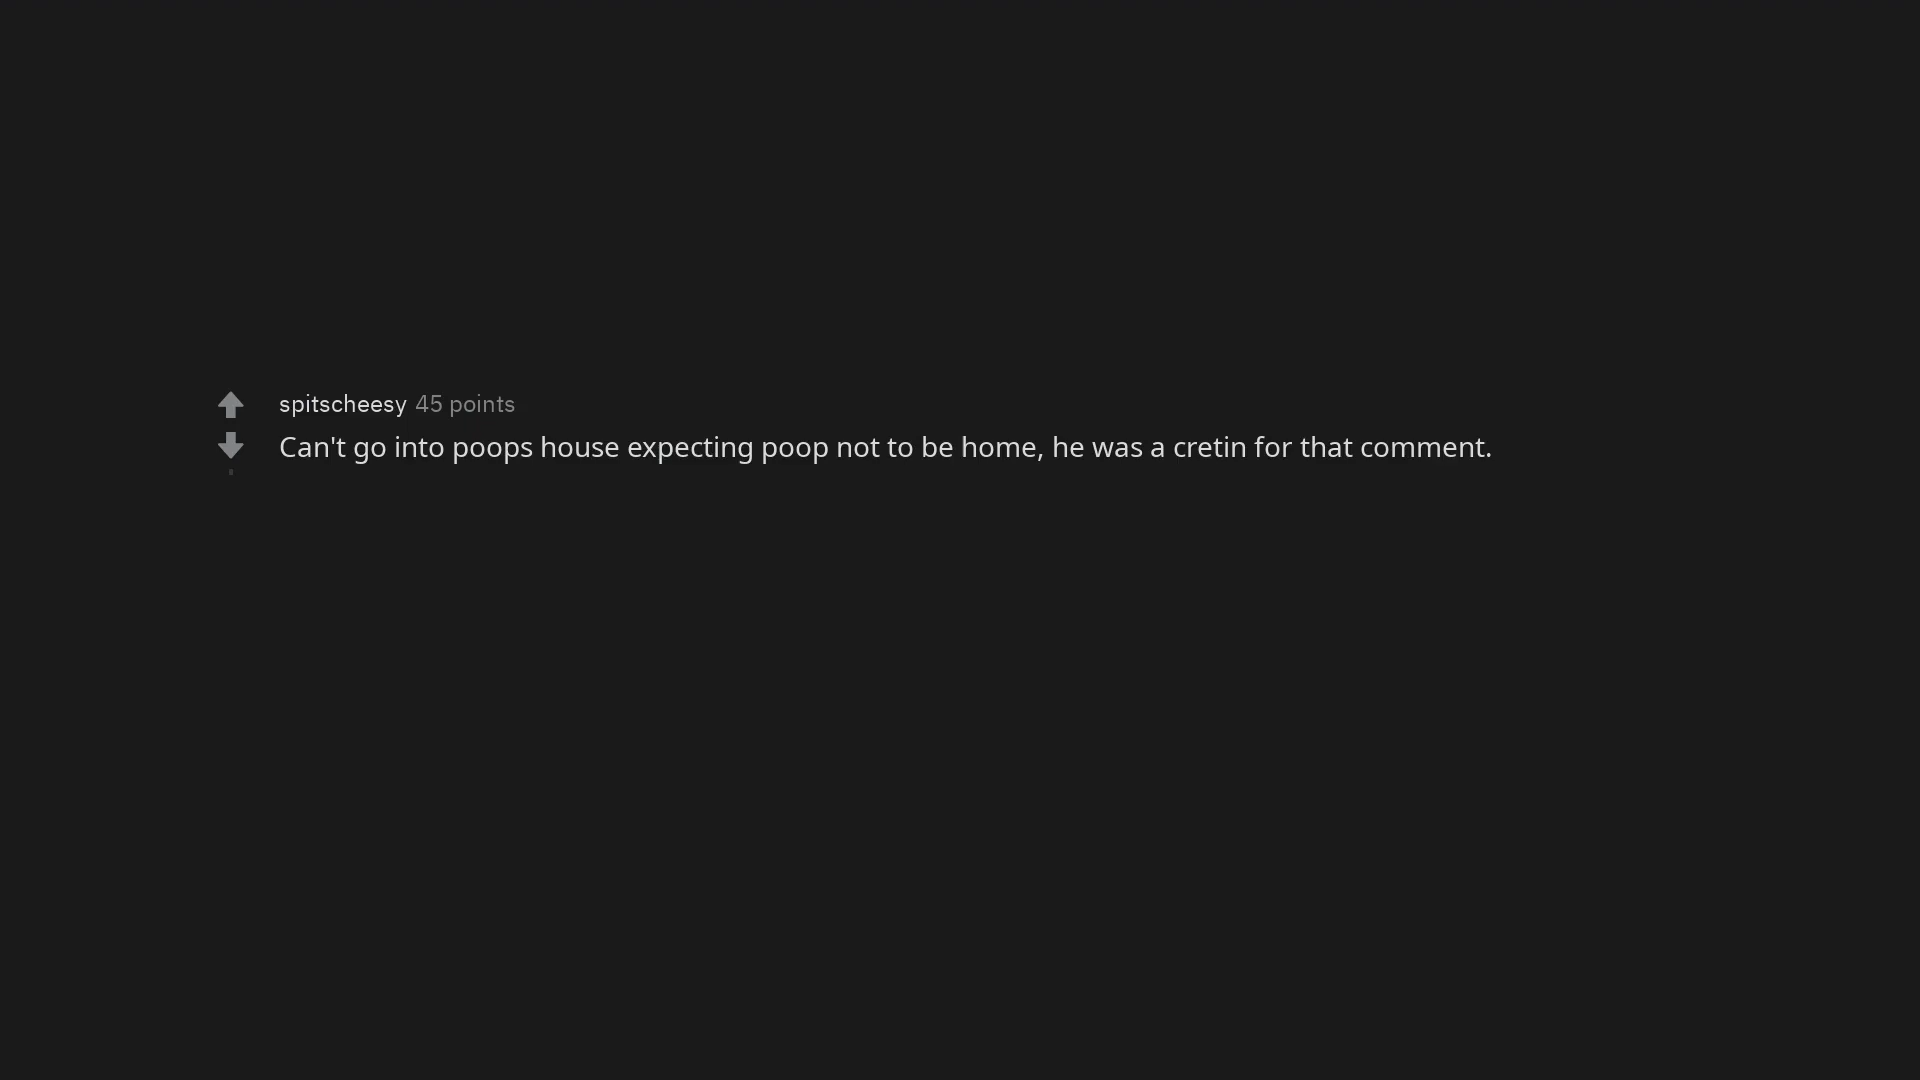 spitscheesy 45 points
Can't go into poops house expecting poop not to be home, he was a cretin for that comment.